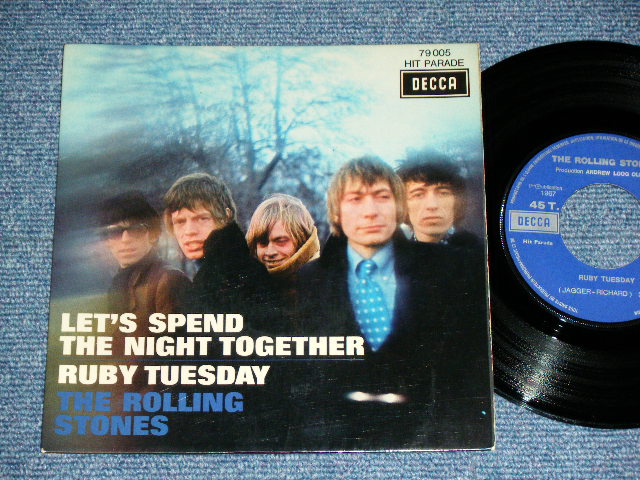 79 005
HIT PARADE
DECCA
LET'S SPEND
THE NIGHT TOGETHER
RUBY TUESDAY
THE ROLLING
STONES
THE ROLLING STONES
Production ANDREW LOOG
1967
45 T.
DECCA
Hit Parade
RUBY TUESDAY
(JAGGER-RICHARD)